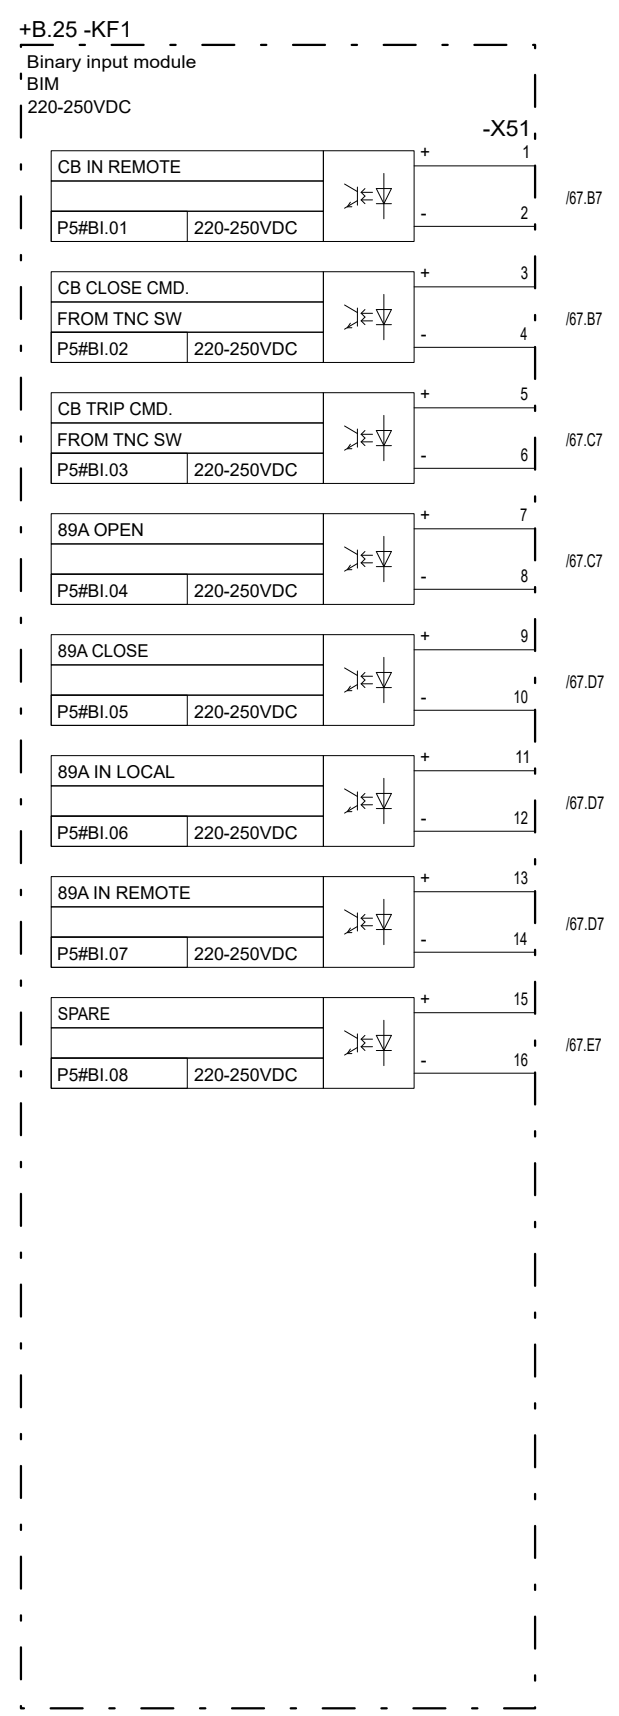 +B.25 -KF1
Binary input module
BIM
220-250VDC
-X51
CB IN REMOTE + 1
P5#BI.01 220-250VDC - 2 /67.B7
CB CLOSE CMD. + 3
FROM TNC SW /67.B7
P5#BI.02 220-250VDC - 4
CB TRIP CMD. + 5
FROM TNC SW /67.C7
P5#BI.03 220-250VDC - 6
89A OPEN + 7
/67.C7
P5#BI.04 220-250VDC - 8
89A CLOSE + 9
/67.D7
P5#BI.05 220-250VDC - 10
89A IN LOCAL + 11
/67.D7
P5#BI.06 220-250VDC - 12
89A IN REMOTE + 13
/67.D7
P5#BI.07 220-250VDC - 14
SPARE + 15
/67.E7
P5#BI.08 220-250VDC - 16